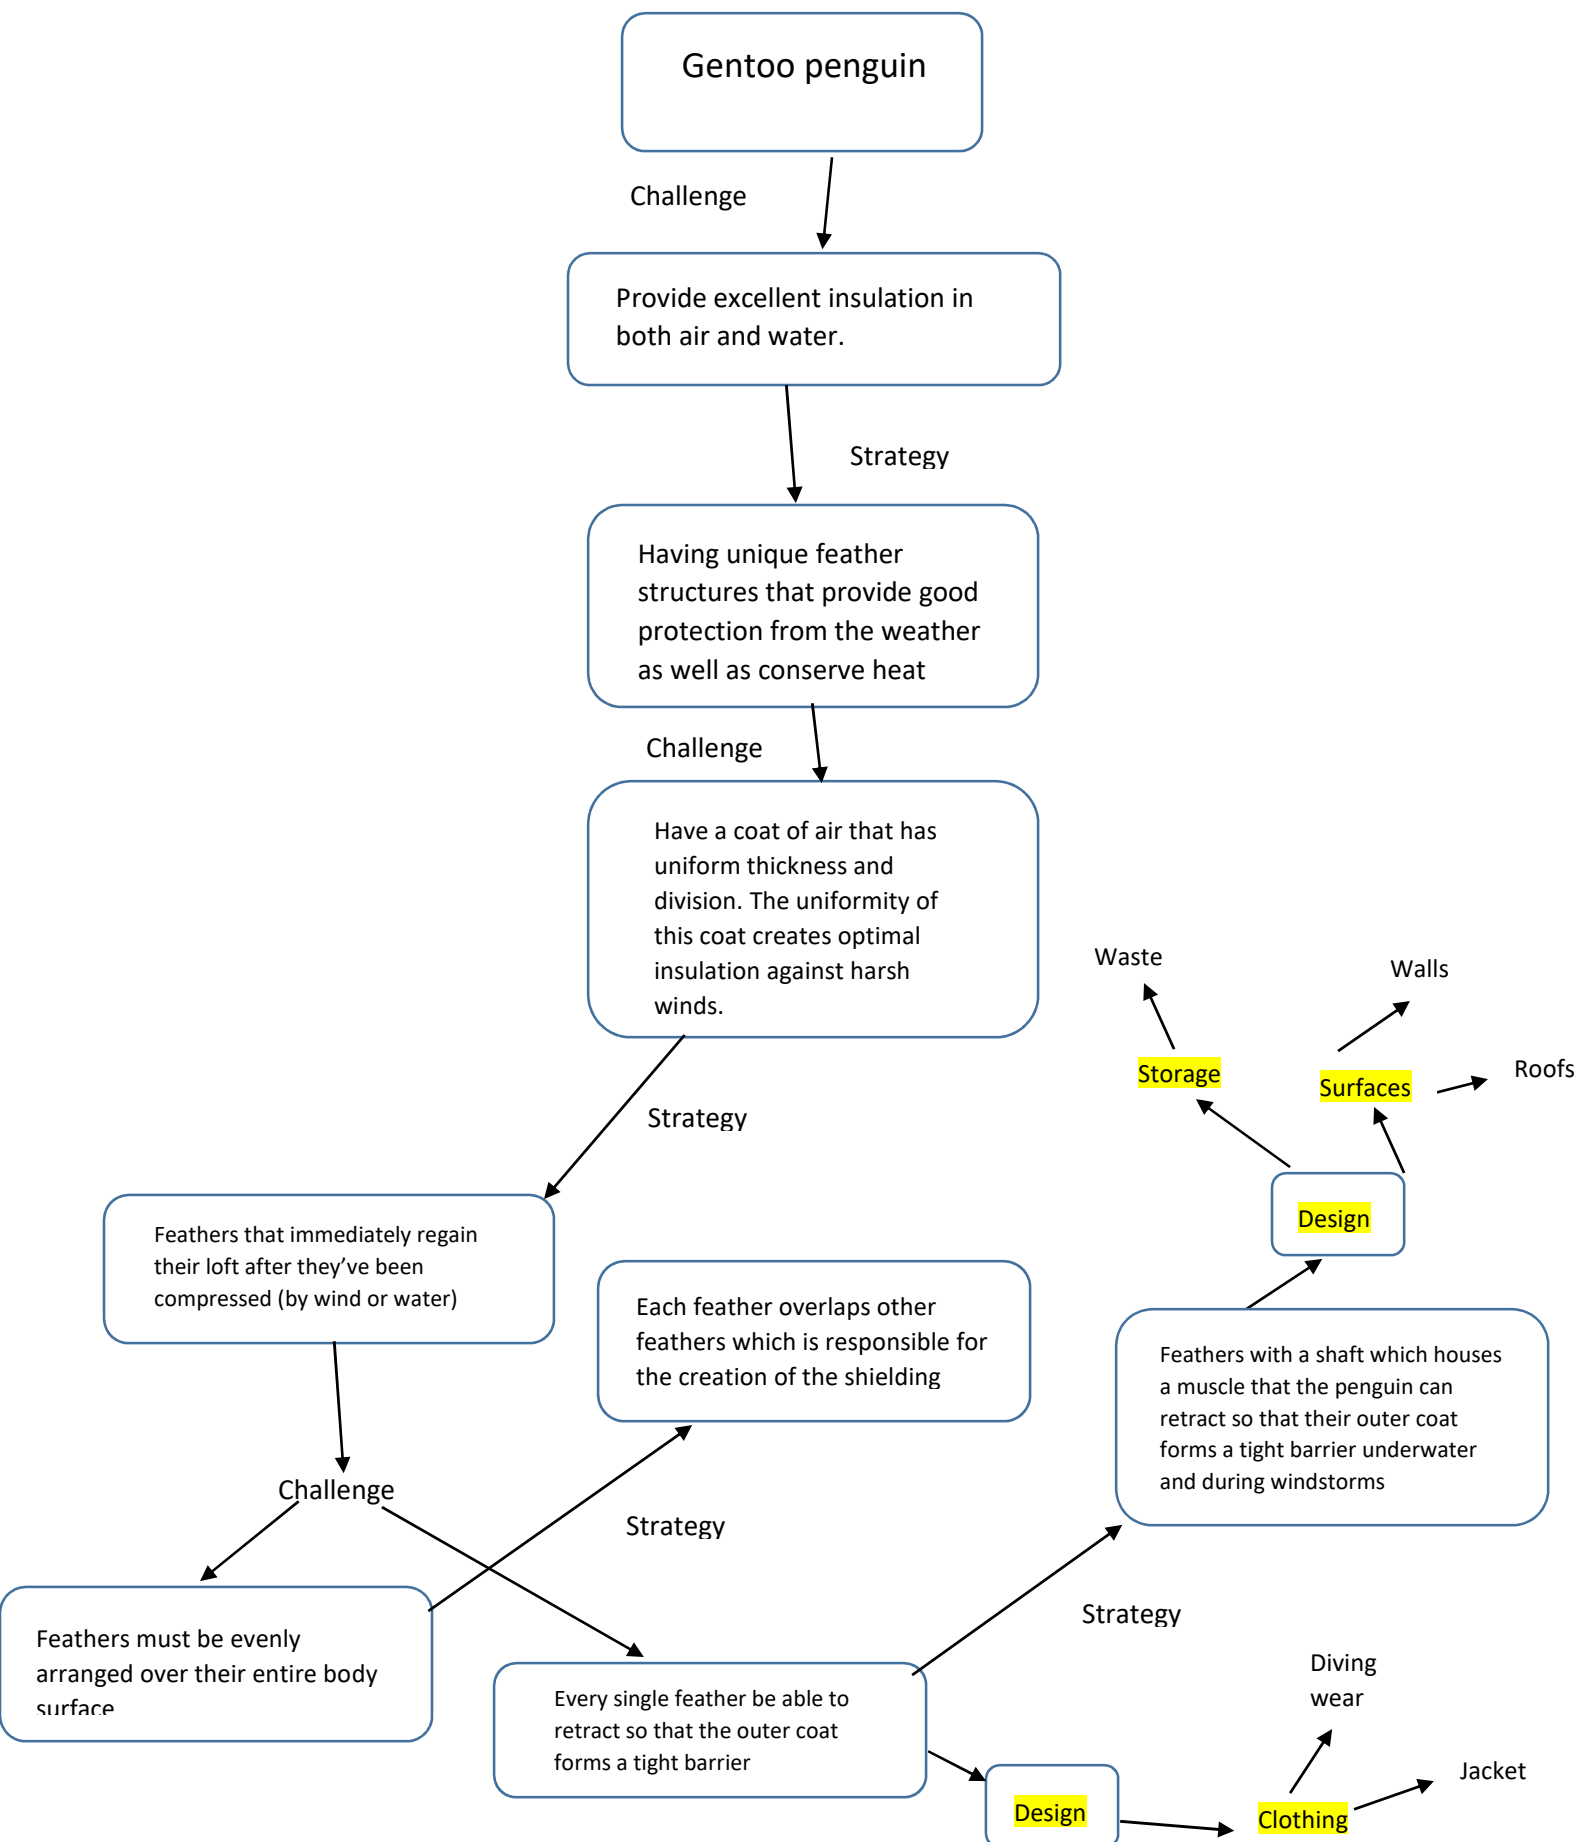 Gentoo penguin
Challenge
Provide excellent insulation in
both air and water.
Strategy
Having unique feather
structures that provide good
protection from the weather
as well as conserve heat
Challenge
Have a coat of air that has
uniform thickness and
division. The uniformity of
this coat creates optimal
insulation against harsh
winds.
Strategy
Feathers that immediately regain
their loft after they’ve been
compressed (by wind or water)
Challenge
Feathers must be evenly
arranged over their entire body
surface
Strategy
Each feather overlaps other
feathers which is responsible for
the creation of the shielding
Every single feather be able to
retract so that the outer coat
forms a tight barrier
Strategy
Feathers with a shaft which houses
a muscle that the penguin can
retract so that their outer coat
forms a tight barrier underwater
and during windstorms
Design
Storage
Waste
Surfaces
Walls
Roofs
Design
Clothing
Diving
wear
Jacket